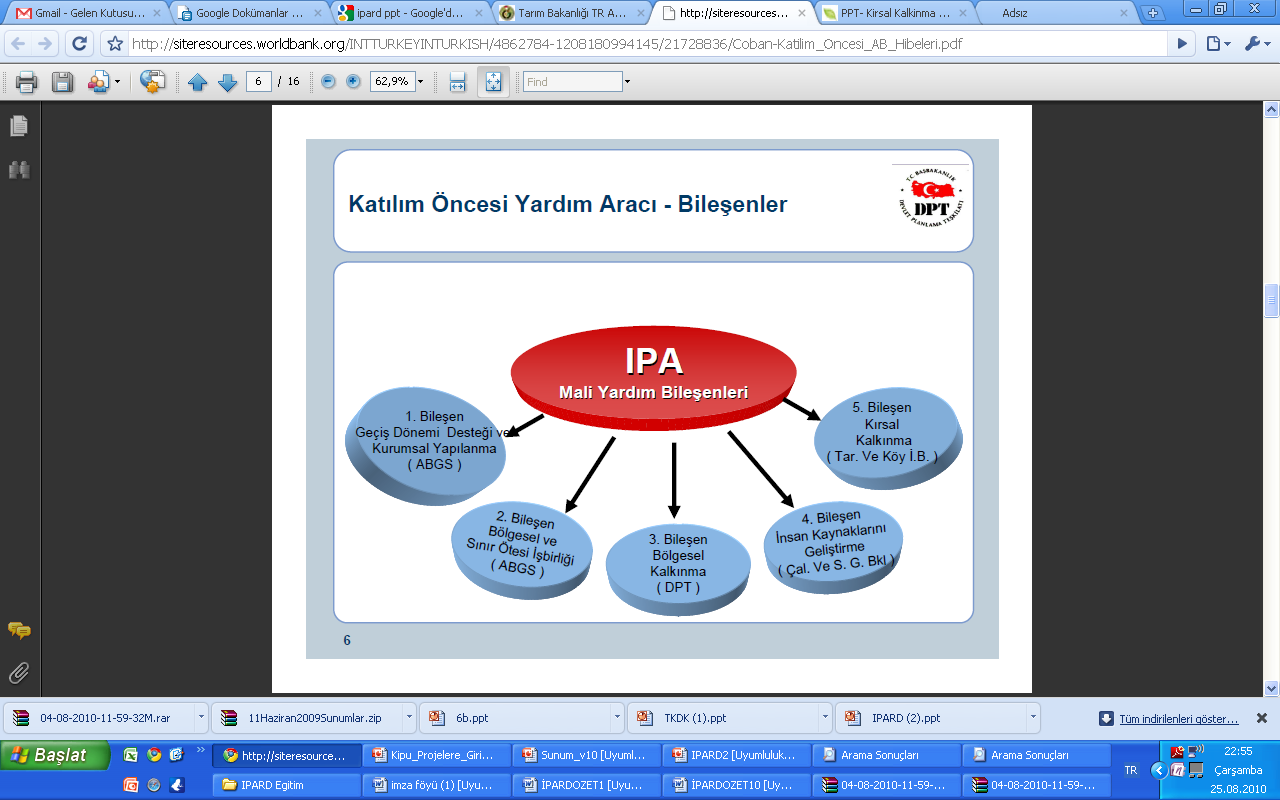 Gmail - Gelen Kutusu...
Google Dokümanlar ...
ipard ppt - Google'd...
Tarım Bakanlığı TR A...
http://siteresources....
PPT- Kirsal Kalkinma ...
Adsız
http://siteresources.worldbank.org/INTTURKEYINTURKISH/4862784-1208180994145/21728836/Coban-Katilim_Oncesi_AB_Hibeleri.pdf
6 / 16
62,9%
Find
Katılım Öncesi Yardım Aracı - Bileşenler
T.C. BAŞBAKANLIK
DPT
DEVLET PLANLAMA TEŞKİLATI
IPA
Mali Yardım Bileşenleri
1. Bileşen
Geçiş Dönemi Desteği ve
Kurumsal Yapılanma
( ABGS )
2. Bileşen
Bölgesel ve
Sınır Ötesi İşbirliği
( ABGS )
3. Bileşen
Bölgesel
Kalkınma
( DPT )
4. Bileşen
İnsan Kaynaklarını
Geliştirme
( Çal. Ve S. G. Bkl )
5. Bileşen
Kırsal
Kalkınma
( Tar. Ve Köy İ.B. )
6
04-08-2010-11-59-32M.rar
11Haziran2009Sunumlar.zip
6b.ppt
TKDK (1).ppt
IPARD (2).ppt
Tüm indirilenleri göster...
Başlat
http://siteresource...
Kipu_Projelere_Giri...
Sunum_v10 [Uyuml...
IPARD2 [Uyumluluk...
Arama Sonuçları
Arama Sonuçları
IPARD Egitim
imza föyü (1) [Uyu...
İPARDOZET1 [Uyu...
İPARDOZET10 [Uy...
04-08-2010-11-59-...
04-08-2010-11-59-...
TR
22:55
Çarşamba
25.08.2010